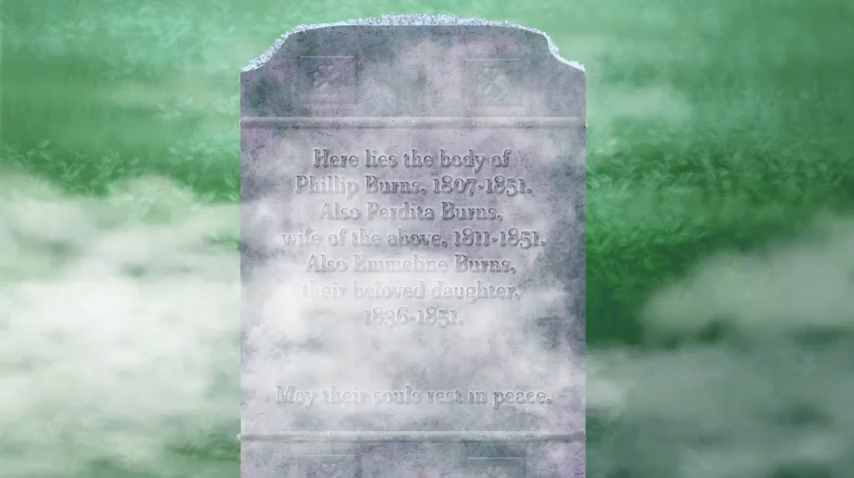 Here lies the body of
Phillip Burns, 1807-1851.
Also Perdita Burns,
wife of the above, 1811-1851.
Also Emmeline Burns,
their beloved daughter,
1836-1851.
May their souls rest in peace.